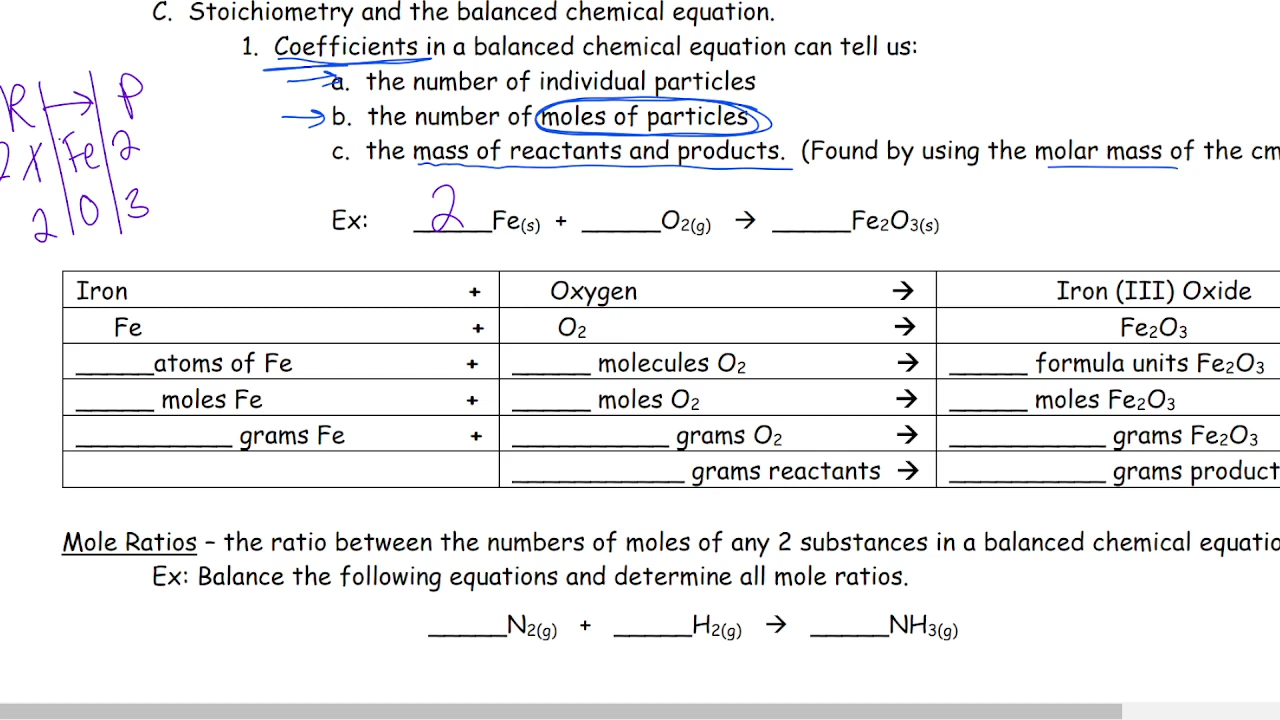 C. Stoichiometry and the balanced chemical equation.
1. Coefficients in a balanced chemical equation can tell us:
a. the number of individual particles
b. the number of moles of particles
c. the mass of reactants and products. (Found by using the molar mass of the cm
R P
2 Fe 2
2 O 3
Ex: 2 Fe(s) + ______O2(g) → ______Fe2O3(s)
Iron + Oxygen → Iron (III) Oxide
Fe + O2 → Fe2O3
______atoms of Fe + ______ molecules O2 → ______ formula units Fe2O3
______ moles Fe + ______ moles O2 → ______ moles Fe2O3
____________ grams Fe + ____________ grams O2 → ____________ grams Fe2O3
_____________ grams reactants → ____________ grams product
Mole Ratios – the ratio between the numbers of moles of any 2 substances in a balanced chemical equatio
Ex: Balance the following equations and determine all mole ratios.
______N2(g) + ______H2(g) → ______NH3(g)